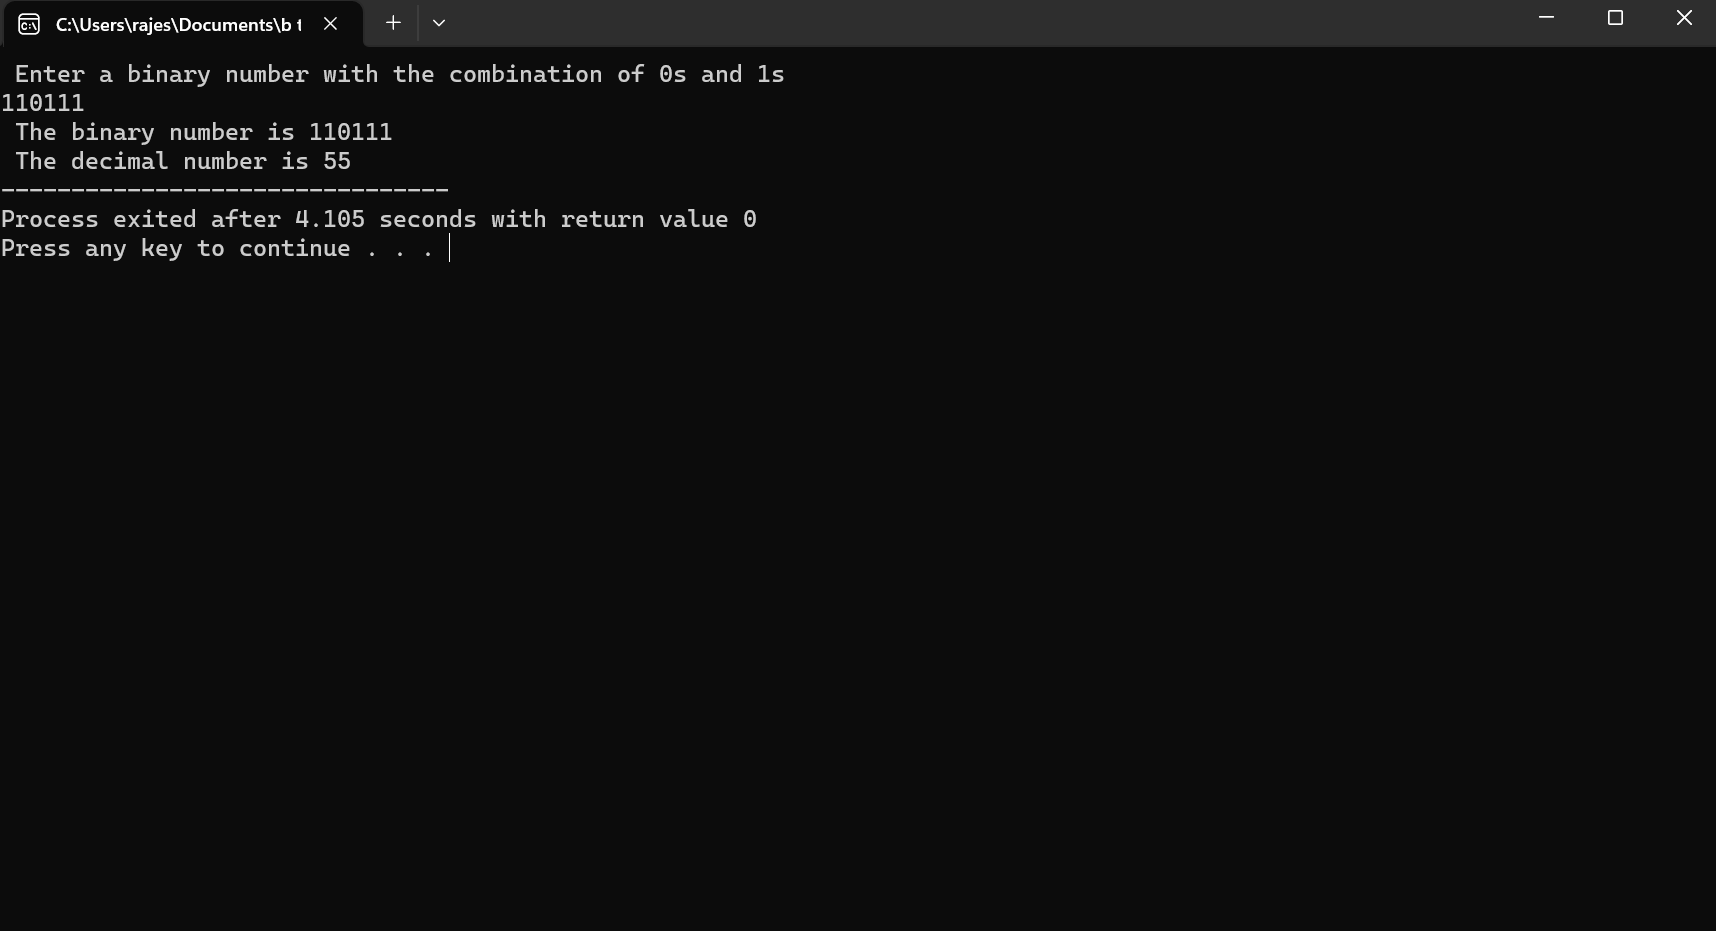 C:\Users\rajes\Documents\b t
Enter a binary number with the combination of 0s and 1s
110111
The binary number is 110111
The decimal number is 55
--------------------------------
Process exited after 4.105 seconds with return value 0
Press any key to continue . . .